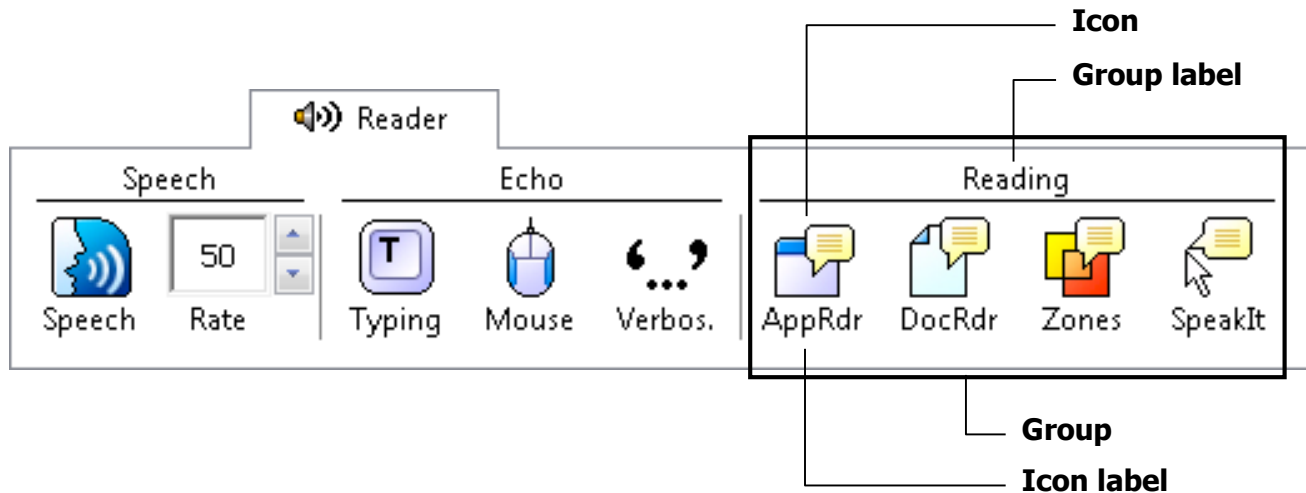 Icon
Group label
Reader
Speech Echo Reading
50 T
Speech Rate Typing Mouse Verbos. AppRdr DocRdr Zones SpeakIt
Group
Icon label